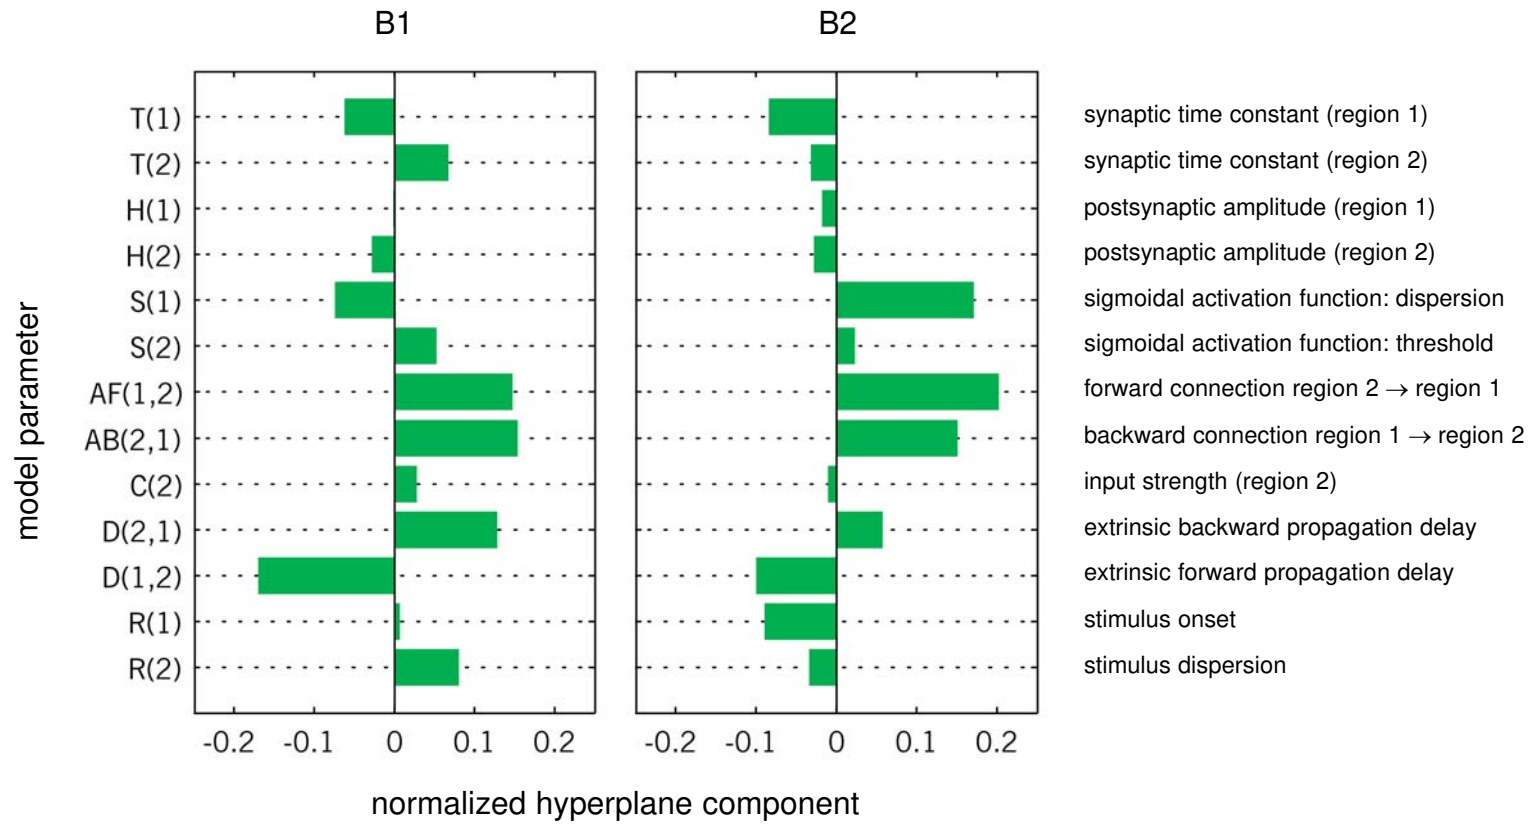 B1 B2
T(1) synaptic time constant (region 1)
T(2) synaptic time constant (region 2)
H(1) postsynaptic amplitude (region 1)
H(2) postsynaptic amplitude (region 2)
S(1) sigmoidal activation function: dispersion
S(2) sigmoidal activation function: threshold
AF(1,2) forward connection region 2 → region 1
AB(2,1) backward connection region 1 → region 2
C(2) input strength (region 2)
D(2,1) extrinsic backward propagation delay
D(1,2) extrinsic forward propagation delay
R(1) stimulus onset
R(2) stimulus dispersion
model parameter
-0.2 -0.1 0 0.1 0.2 -0.2 -0.1 0 0.1 0.2
normalized hyperplane component